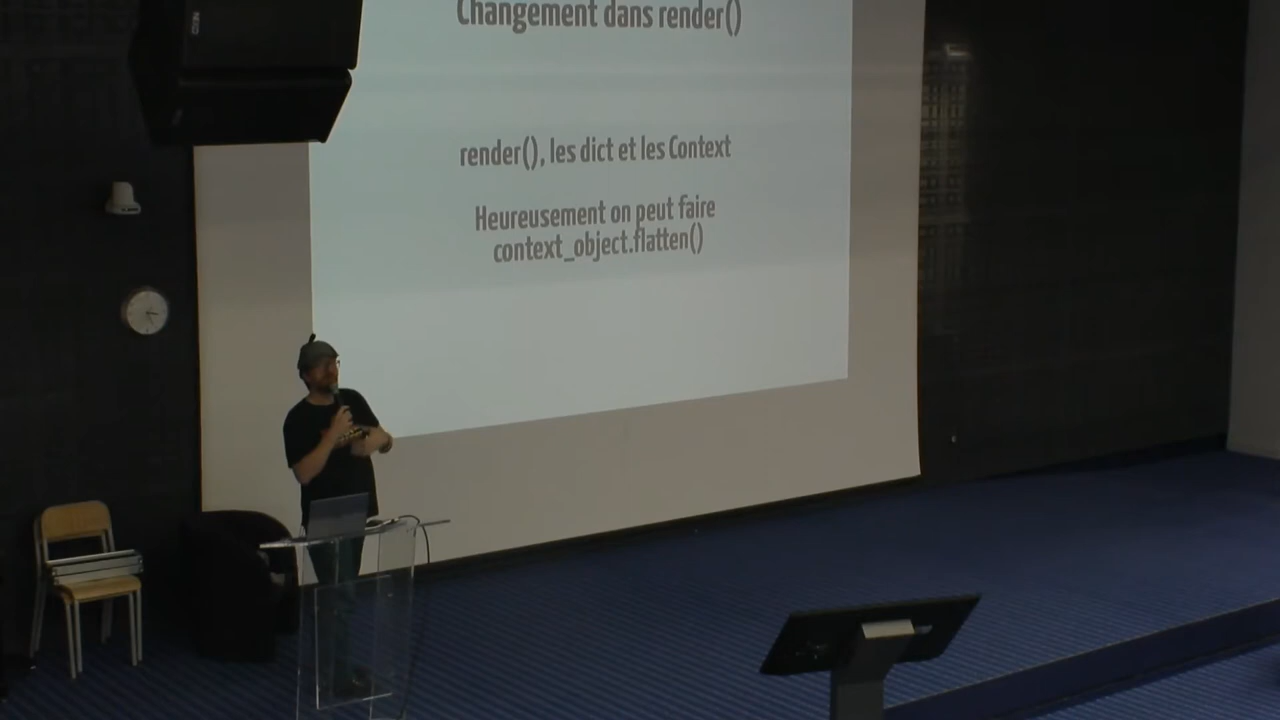 Changement dans render()
render(), les dict et les Context
Heureusement on peut faire
context_object.flatten()